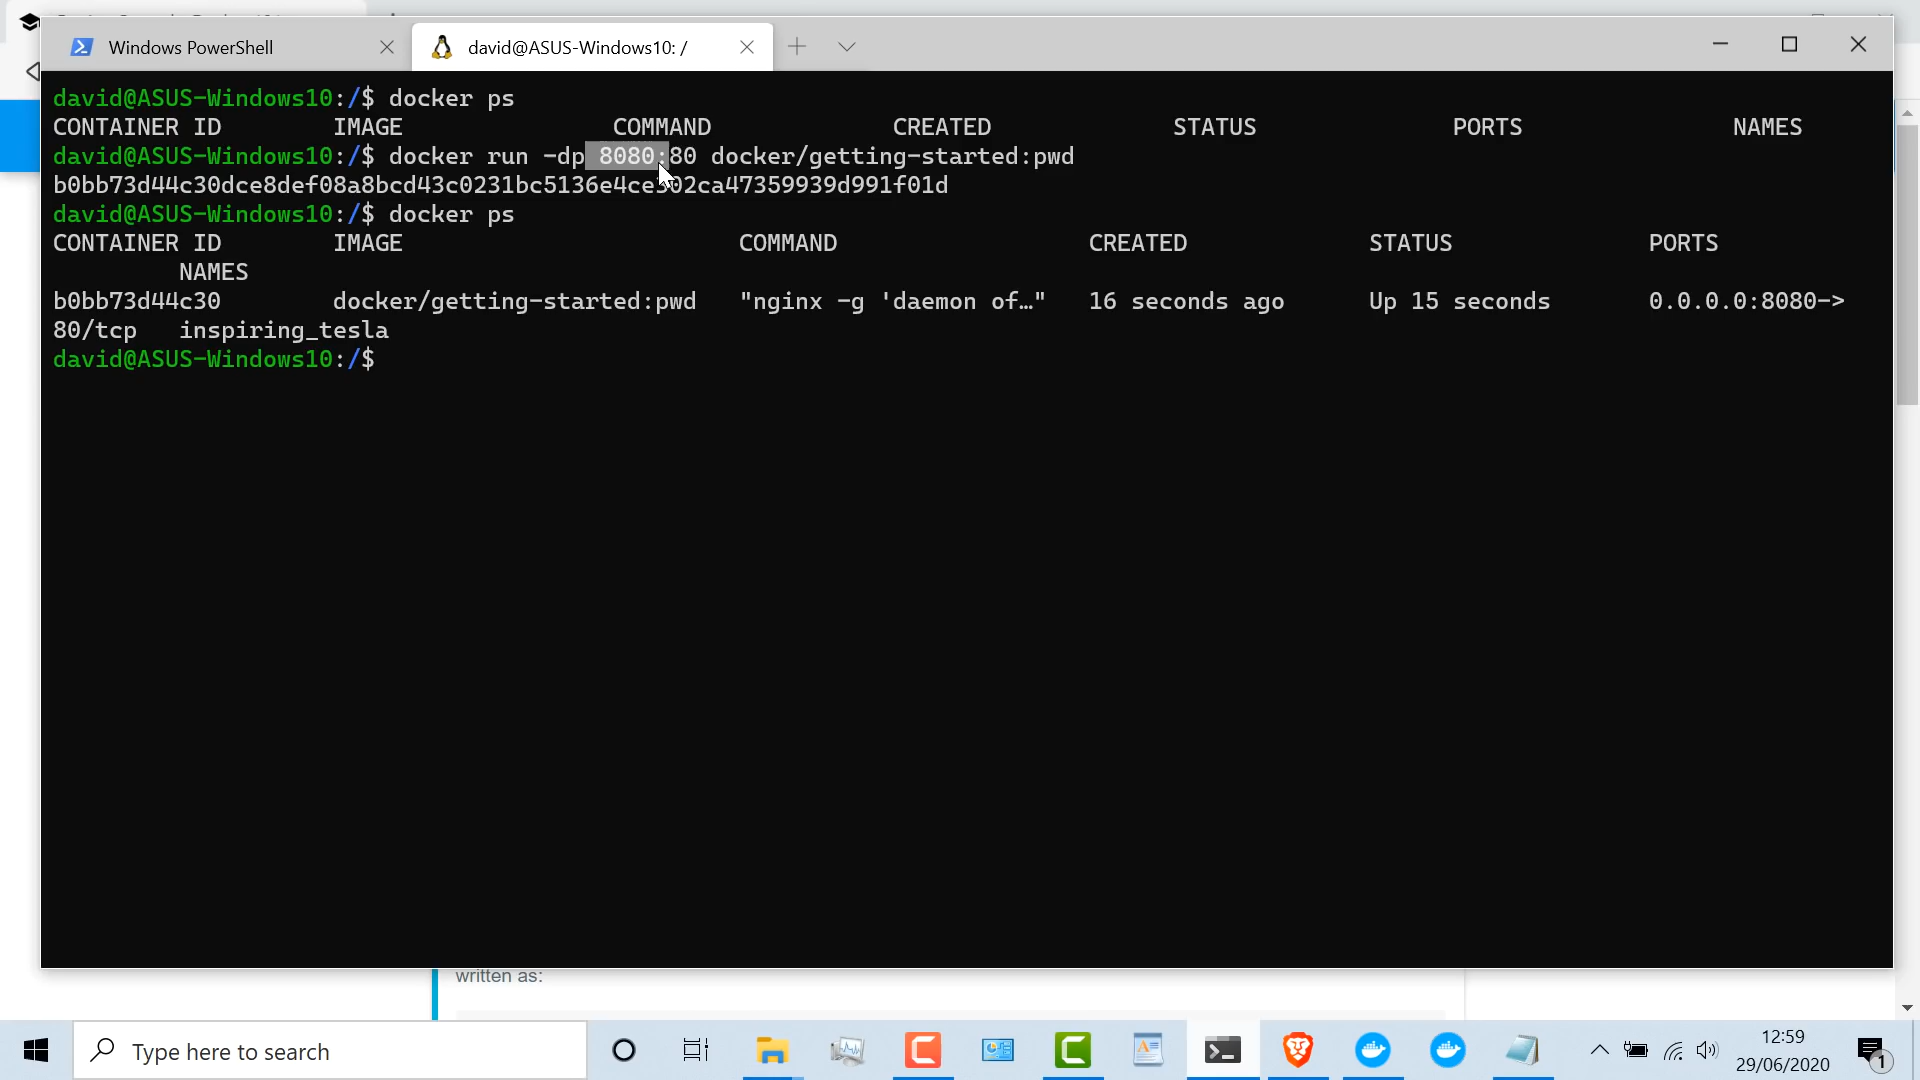 Windows PowerShell
david@ASUS-Windows10: /
david@ASUS-Windows10:/$ docker ps
CONTAINER ID IMAGE COMMAND CREATED STATUS PORTS NAMES
david@ASUS-Windows10:/$ docker run -dp 8080:80 docker/getting-started:pwd
b0bb73d44c30dce8def08a8bcd43c0231bc5136e4ce302ca47359939d991f01d
david@ASUS-Windows10:/$ docker ps
CONTAINER ID IMAGE COMMAND CREATED STATUS PORTS
NAMES
b0bb73d44c30 docker/getting-started:pwd "nginx -g 'daemon of…" 16 seconds ago Up 15 seconds 0.0.0.0:8080->
80/tcp inspiring_tesla
david@ASUS-Windows10:/$
written as:
Type here to search
12:59
29/06/2020
1